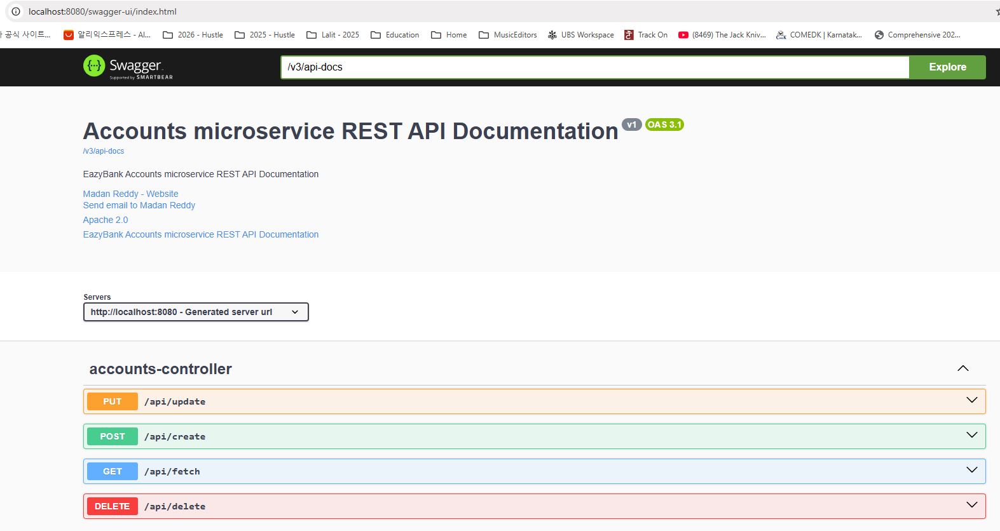 localhost:8080/swagger-ui/index.html
공식 사이트... 알리익스프레스 - Al... 2026 - Hustle 2025 - Hustle Lalit - 2025 Education Home MusicEditors UBS Workspace Track On (8469) The Jack Kniv... COMEDK | Karnatak... Comprehensive 202...
Swagger
Supported by SMARTBEAR
/v3/api-docs
Explore
Accounts microservice REST API Documentation v1 OAS 3.1
/v3/api-docs
EazyBank Accounts microservice REST API Documentation
Madan Reddy - Website
Send email to Madan Reddy
Apache 2.0
EazyBank Accounts microservice REST API Documentation
Servers
http://localhost:8080 - Generated server url
accounts-controller
PUT /api/update
POST /api/create
GET /api/fetch
DELETE /api/delete